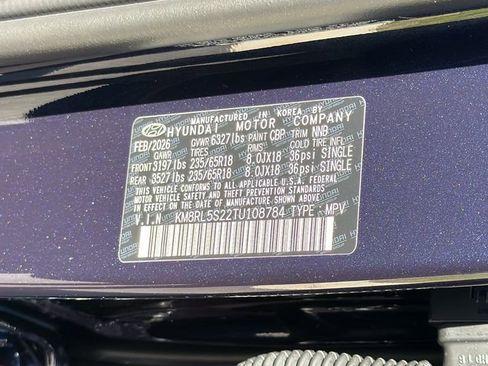 MANUFACTURED IN KOREA BY
HYUNDAI MOTOR COMPANY
FEB/2026 GVWR 6327lbs PAINT CBP TRIM NNB
GAWR TIRES RIMS COLD TIRE INF.
FRONT 3197lbs 235/65R18 8.0JX18 36psi SINGLE
REAR 3527lbs 235/65R18 8.0JX18 36psi SINGLE
THIS VEHICLE CONFORMS TO ALL APPLICABLE U.S. FEDERAL
MOTOR VEHICLE SAFETY AND THEFT PREVENTION STANDARDS
IN EFFECT ON THE DATE OF MANUFACTURE SHOWN ABOVE.
V.I.N KM8RL5S22TU108784 TYPE : MPV